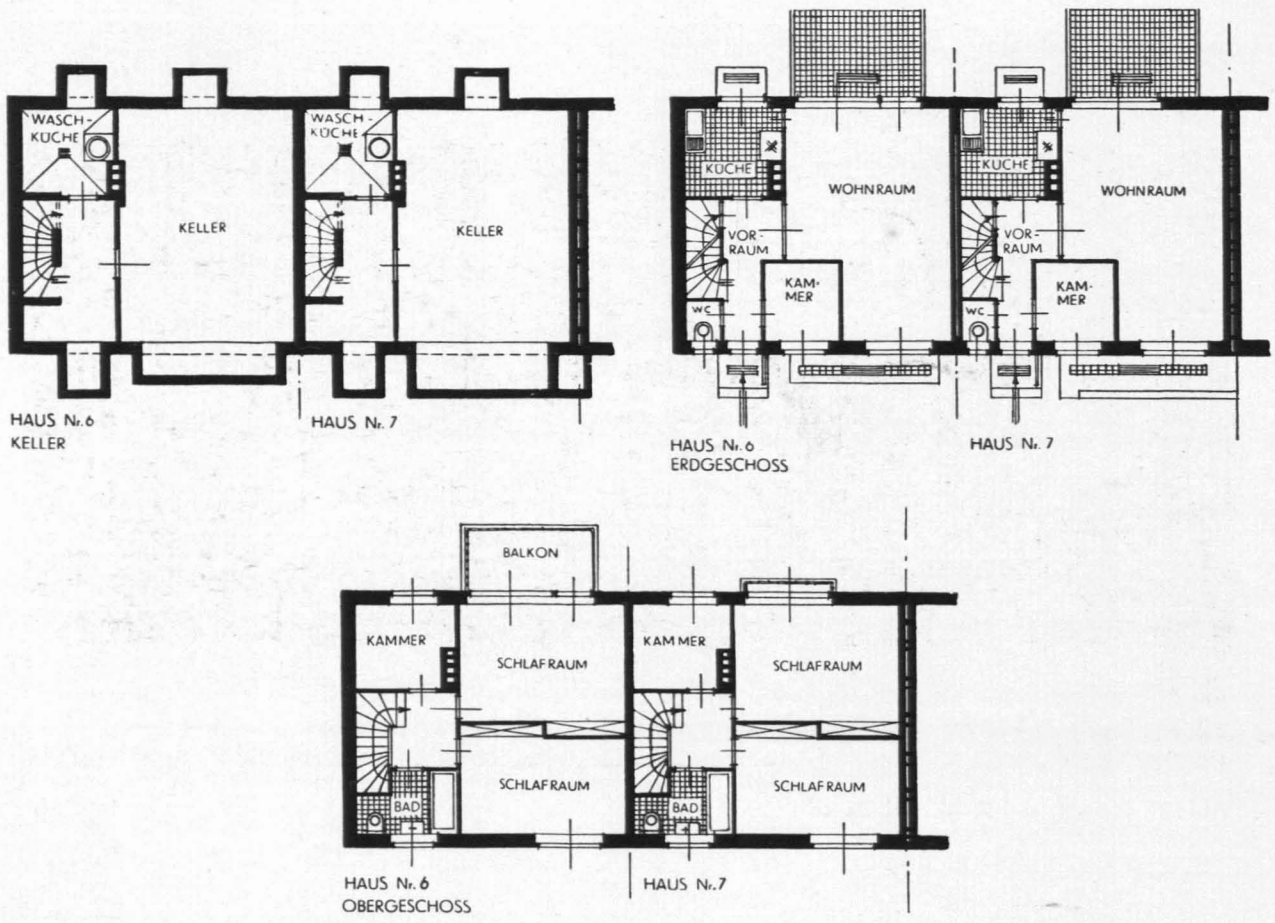 WASCH-
KÜCHE
KELLER
WASCH-
KÜCHE
KELLER
HAUS Nr. 6
KELLER
HAUS Nr. 7
KÜCHE
WOHNRAUM
VOR-
RAUM
KAM-
MER
WC
KÜCHE
WOHNRAUM
VOR-
RAUM
KAM-
MER
WC
HAUS Nr. 6
ERDGESCHOSS
HAUS Nr. 7
BALKON
KAMMER
SCHLAFRAUM
SCHLAFRAUM
BAD
KAMMER
SCHLAFRAUM
SCHLAFRAUM
BAD
HAUS Nr. 6
OBERGESCHOSS
HAUS Nr. 7